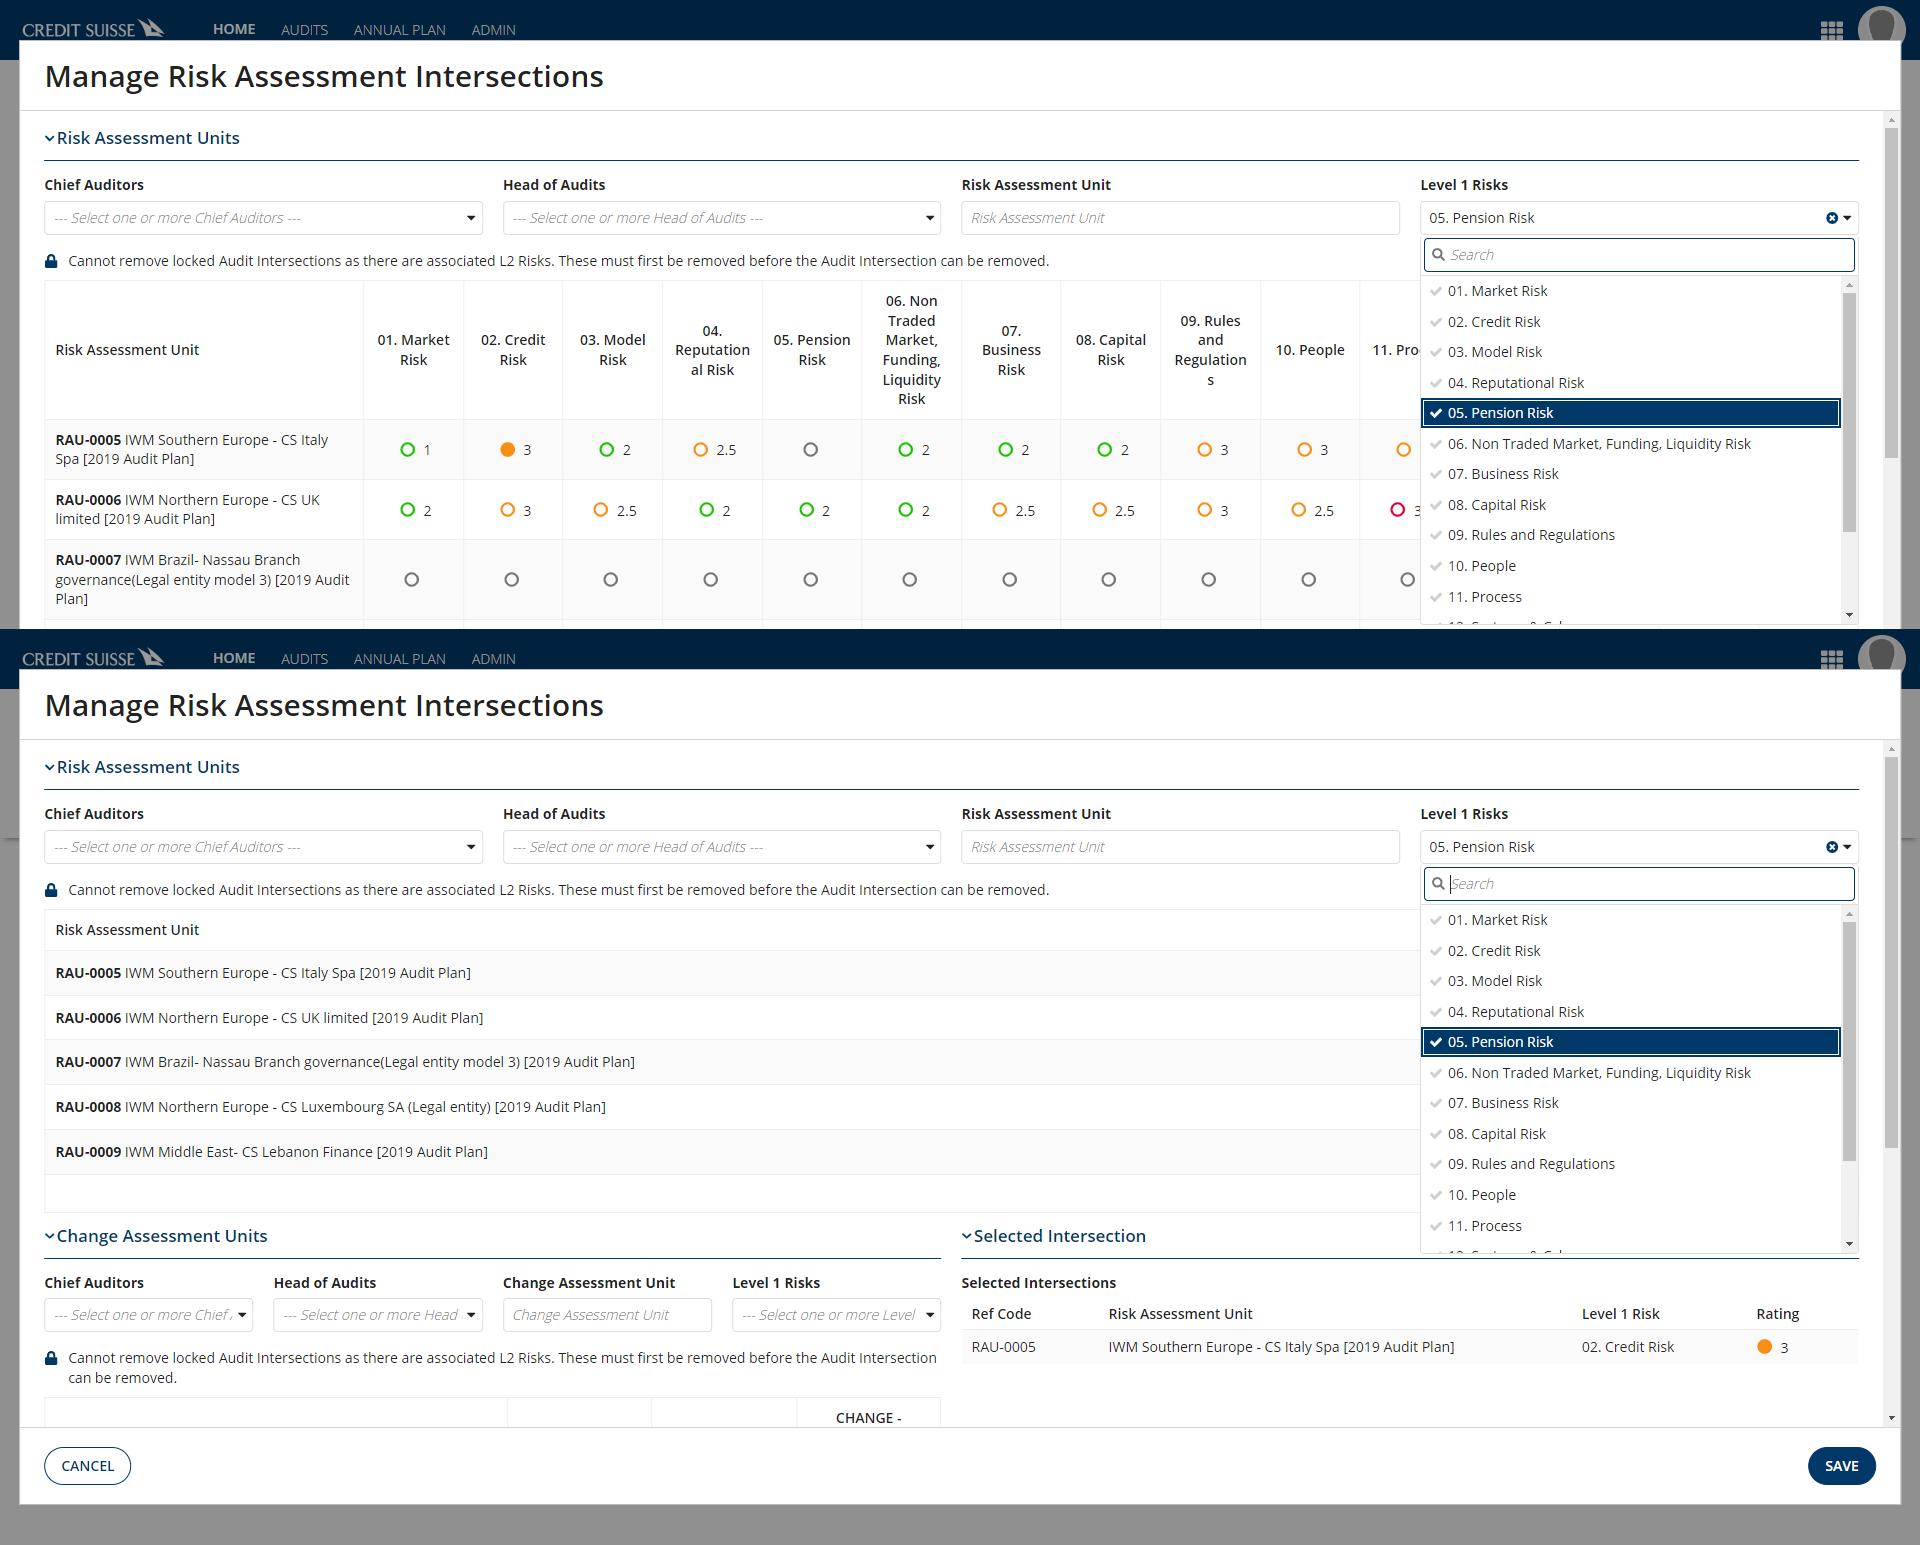 CREDIT SUISSE HOME AUDITS ANNUAL PLAN ADMIN
Manage Risk Assessment Intersections
Risk Assessment Units
Chief Auditors Head of Audits Risk Assessment Unit Level 1 Risks
--- Select one or more Chief Auditors --- --- Select one or more Head of Audits --- Risk Assessment Unit 05. Pension Risk
Cannot remove locked Audit Intersections as there are associated L2 Risks. These must first be removed before the Audit Intersection can be removed.
Search
01. Market Risk
02. Credit Risk
03. Model Risk
04. Reputational Risk
05. Pension Risk
06. Non Traded Market, Funding, Liquidity Risk
07. Business Risk
08. Capital Risk
09. Rules and Regulations
10. People
11. Process
Risk Assessment Unit
01. Market
Risk
02. Credit
Risk
03. Model
Risk
04.
Reputation
al Risk
05. Pension
Risk
06. Non
Traded
Market,
Funding,
Liquidity
Risk
07.
Business
Risk
08. Capital
Risk
09. Rules
and
Regulation
s
10. People
11. Pro
RAU-0005 IWM Southern Europe - CS Italy
Spa [2019 Audit Plan]
1 3 2 2.5 2 2 2 3 3
RAU-0006 IWM Northern Europe - CS UK
limited [2019 Audit Plan]
2 3 2.5 2 2 2 2.5 2.5 3 2.5 3
RAU-0007 IWM Brazil- Nassau Branch
governance(Legal entity model 3) [2019 Audit
Plan]
CREDIT SUISSE HOME AUDITS ANNUAL PLAN ADMIN
Manage Risk Assessment Intersections
Risk Assessment Units
Chief Auditors Head of Audits Risk Assessment Unit Level 1 Risks
--- Select one or more Chief Auditors --- --- Select one or more Head of Audits --- Risk Assessment Unit 05. Pension Risk
Cannot remove locked Audit Intersections as there are associated L2 Risks. These must first be removed before the Audit Intersection can be removed.
Search
01. Market Risk
02. Credit Risk
03. Model Risk
04. Reputational Risk
05. Pension Risk
06. Non Traded Market, Funding, Liquidity Risk
07. Business Risk
08. Capital Risk
09. Rules and Regulations
10. People
11. Process
Risk Assessment Unit
RAU-0005 IWM Southern Europe - CS Italy Spa [2019 Audit Plan]
RAU-0006 IWM Northern Europe - CS UK limited [2019 Audit Plan]
RAU-0007 IWM Brazil- Nassau Branch governance(Legal entity model 3) [2019 Audit Plan]
RAU-0008 IWM Northern Europe - CS Luxembourg SA (Legal entity) [2019 Audit Plan]
RAU-0009 IWM Middle East- CS Lebanon Finance [2019 Audit Plan]
Change Assessment Units
Chief Auditors Head of Audits Change Assessment Unit Level 1 Risks
--- Select one or more Chief --- Select one or more Head Change Assessment Unit --- Select one or more Level
Cannot remove locked Audit Intersections as there are associated L2 Risks. These must first be removed before the Audit Intersection
can be removed.
CHANGE -
Selected Intersection
Selected Intersections
Ref Code Risk Assessment Unit Level 1 Risk Rating
RAU-0005 IWM Southern Europe - CS Italy Spa [2019 Audit Plan] 02. Credit Risk 3
CANCEL SAVE